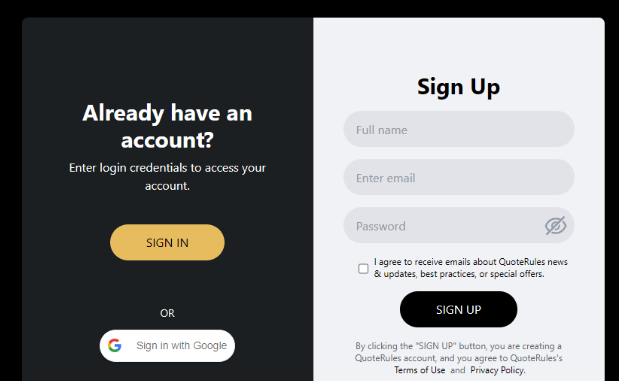 Already have an
account?
Enter login credentials to access your
account.
SIGN IN
OR
Sign in with Google
Sign Up
Full name
Enter email
Password
I agree to receive emails about QuoteRules news
& updates, best practices, or special offers.
SIGN UP
By clicking the "SIGN UP" button, you are creating a
QuoteRules account, and you agree to QuoteRules's
Terms of Use and Privacy Policy.